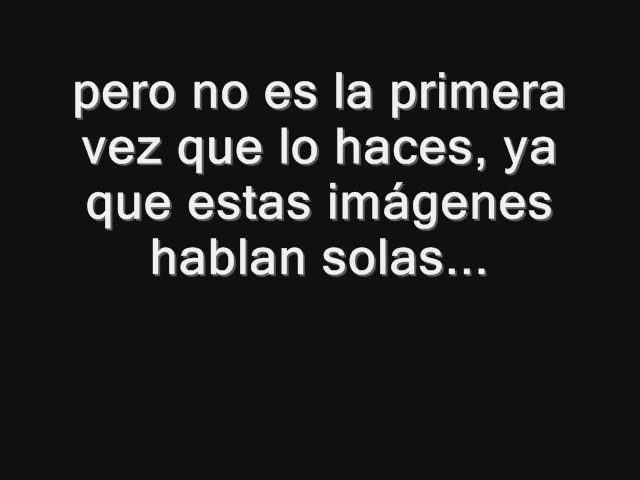 pero no es la primera
vez que lo haces, ya
que estas imágenes
hablan solas...